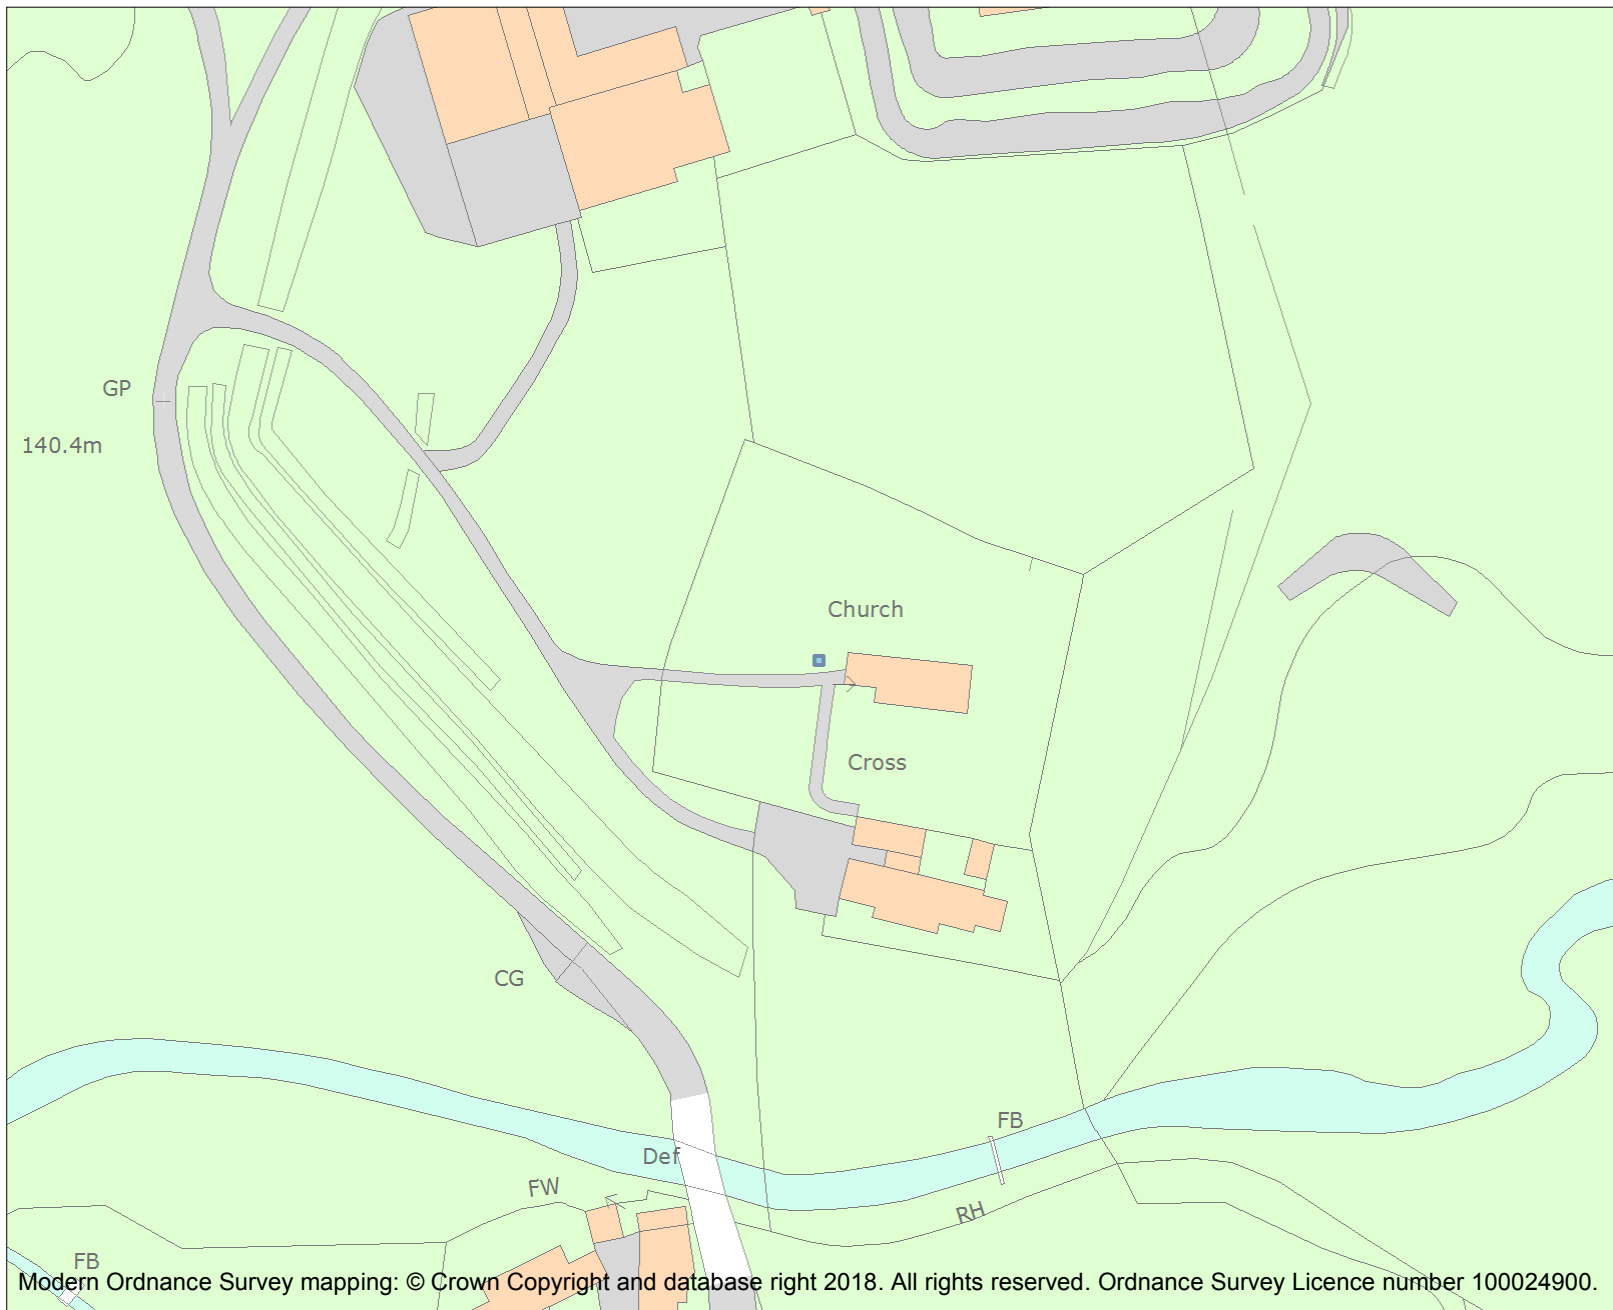 GP
140.4m
Church
Cross
CG
FB
Def
FW
RH
FB
Modern Ordnance Survey mapping: © Crown Copyright and database right 2018. All rights reserved. Ordnance Survey Licence number 100024900.